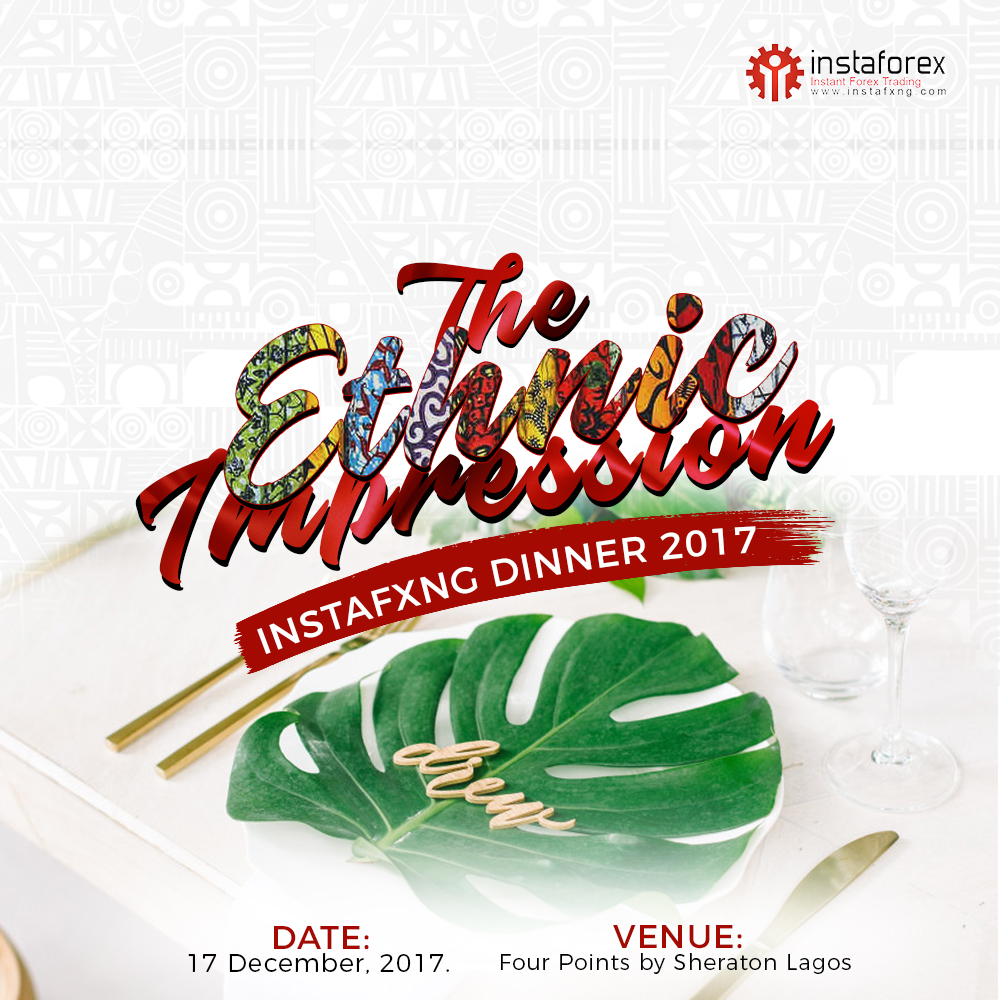 instaforex
Instant Forex Trading
www.instafxng.com
The
Ethnic
Impression
INSTAFXNG DINNER 2017
drew
DATE:
17 December, 2017.
VENUE:
Four Points by Sheraton Lagos